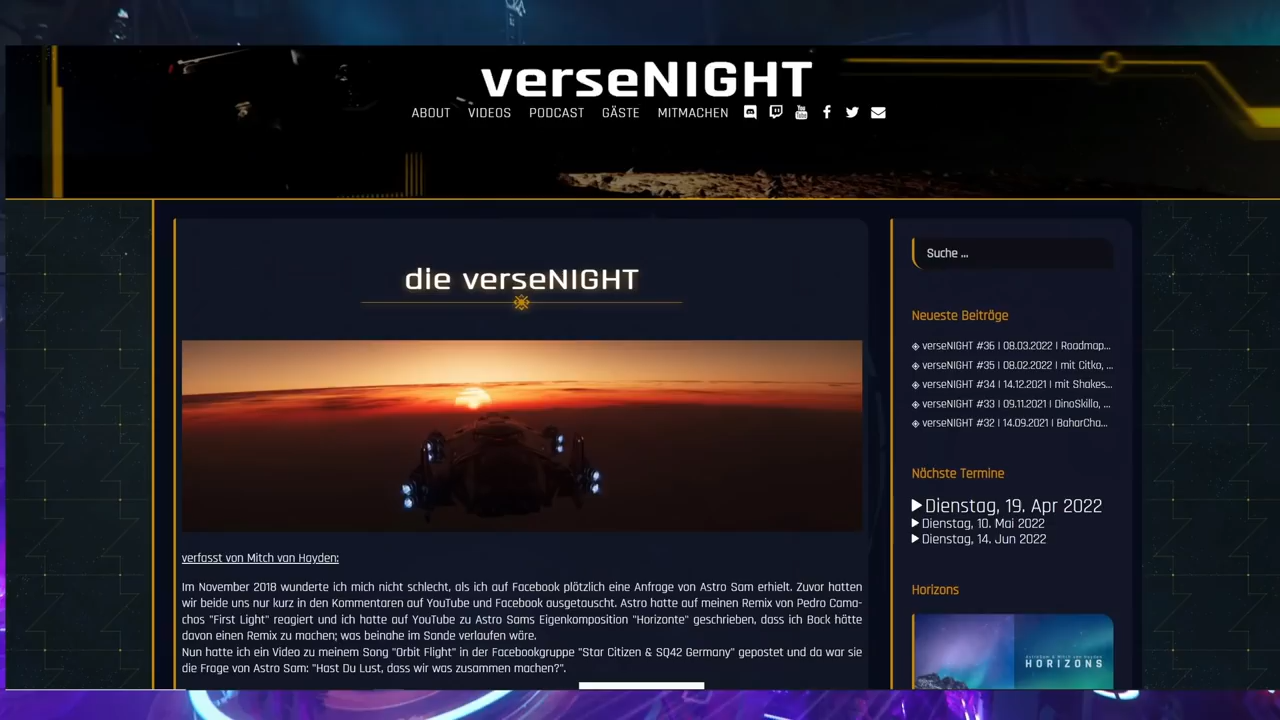 verseNIGHT
ABOUT VIDEOS PODCAST GÄSTE MITMACHEN
die verseNIGHT
verfasst von Mitch van Hayden:
Im November 2018 wunderte ich mich nicht schlecht, als ich auf Facebook plötzlich eine Anfrage von Astro Sam erhielt. Zuvor hatten
wir beide uns nur kurz in den Kommentaren auf YouTube und Facebook ausgetauscht. Astro hatte auf meinen Remix von Pedro Cama-
chos "First Light" reagiert und ich hatte auf YouTube zu Astro Sams Eigenkomposition "Horizonte" geschrieben, dass ich Bock hätte
davon einen Remix zu machen; was beinahe im Sande verlaufen wäre.
Nun hatte ich ein Video zu meinem Song "Orbit Flight" in der Facebookgruppe "Star Citizen & SQ42 Germany" gepostet und da war sie
die Frage von Astro Sam: "Hast Du Lust, dass wir was zusammen machen?".
Suche ...
Neueste Beiträge
verseNIGHT #36 | 08.03.2022 | Roadmap...
verseNIGHT #35 | 08.02.2022 | mit Citko, ...
verseNIGHT #34 | 14.12.2021 | mit Shakes...
verseNIGHT #33 | 09.11.2021 | DinoSkillo, ...
verseNIGHT #32 | 14.09.2021 | BaharCha...
Nächste Termine
Dienstag, 19. Apr 2022
Dienstag, 10. Mai 2022
Dienstag, 14. Jun 2022
Horizons
AstroSam & Mitch van Hayden
HORIZONS